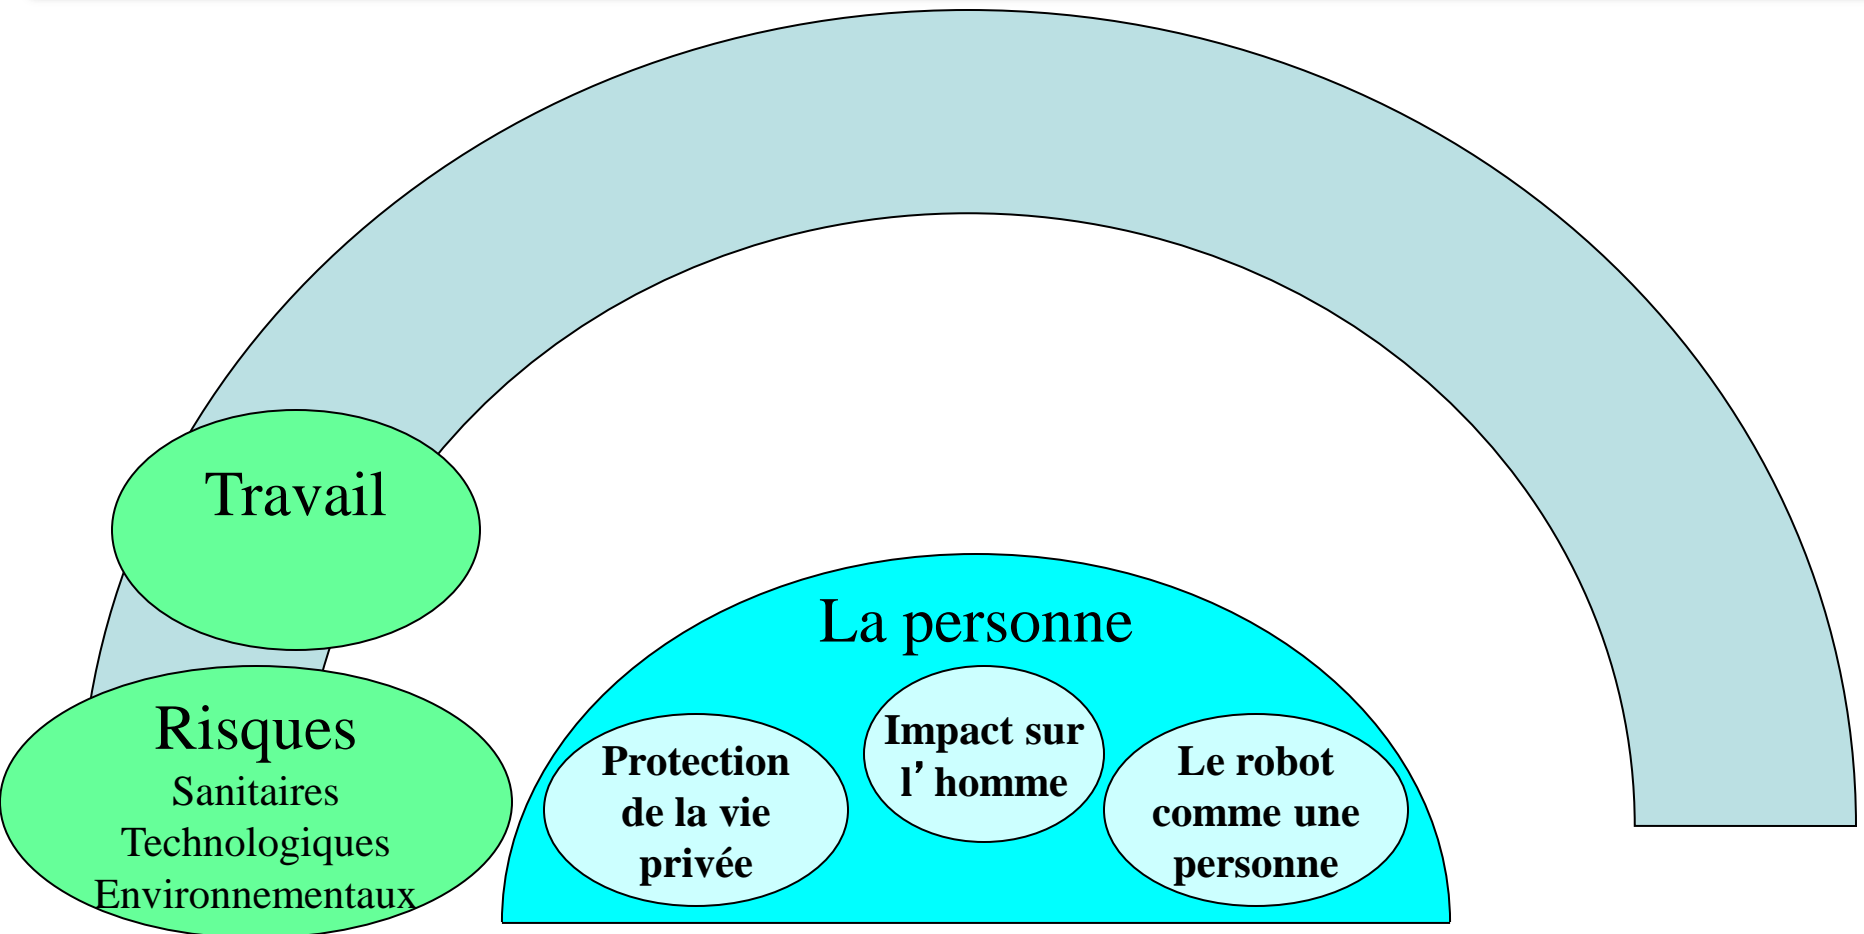 Travail
Risques
Sanitaires
Technologiques
Environnementaux
La personne
Protection
de la vie
privée
Impact sur
l’ homme
Le robot
comme une
personne